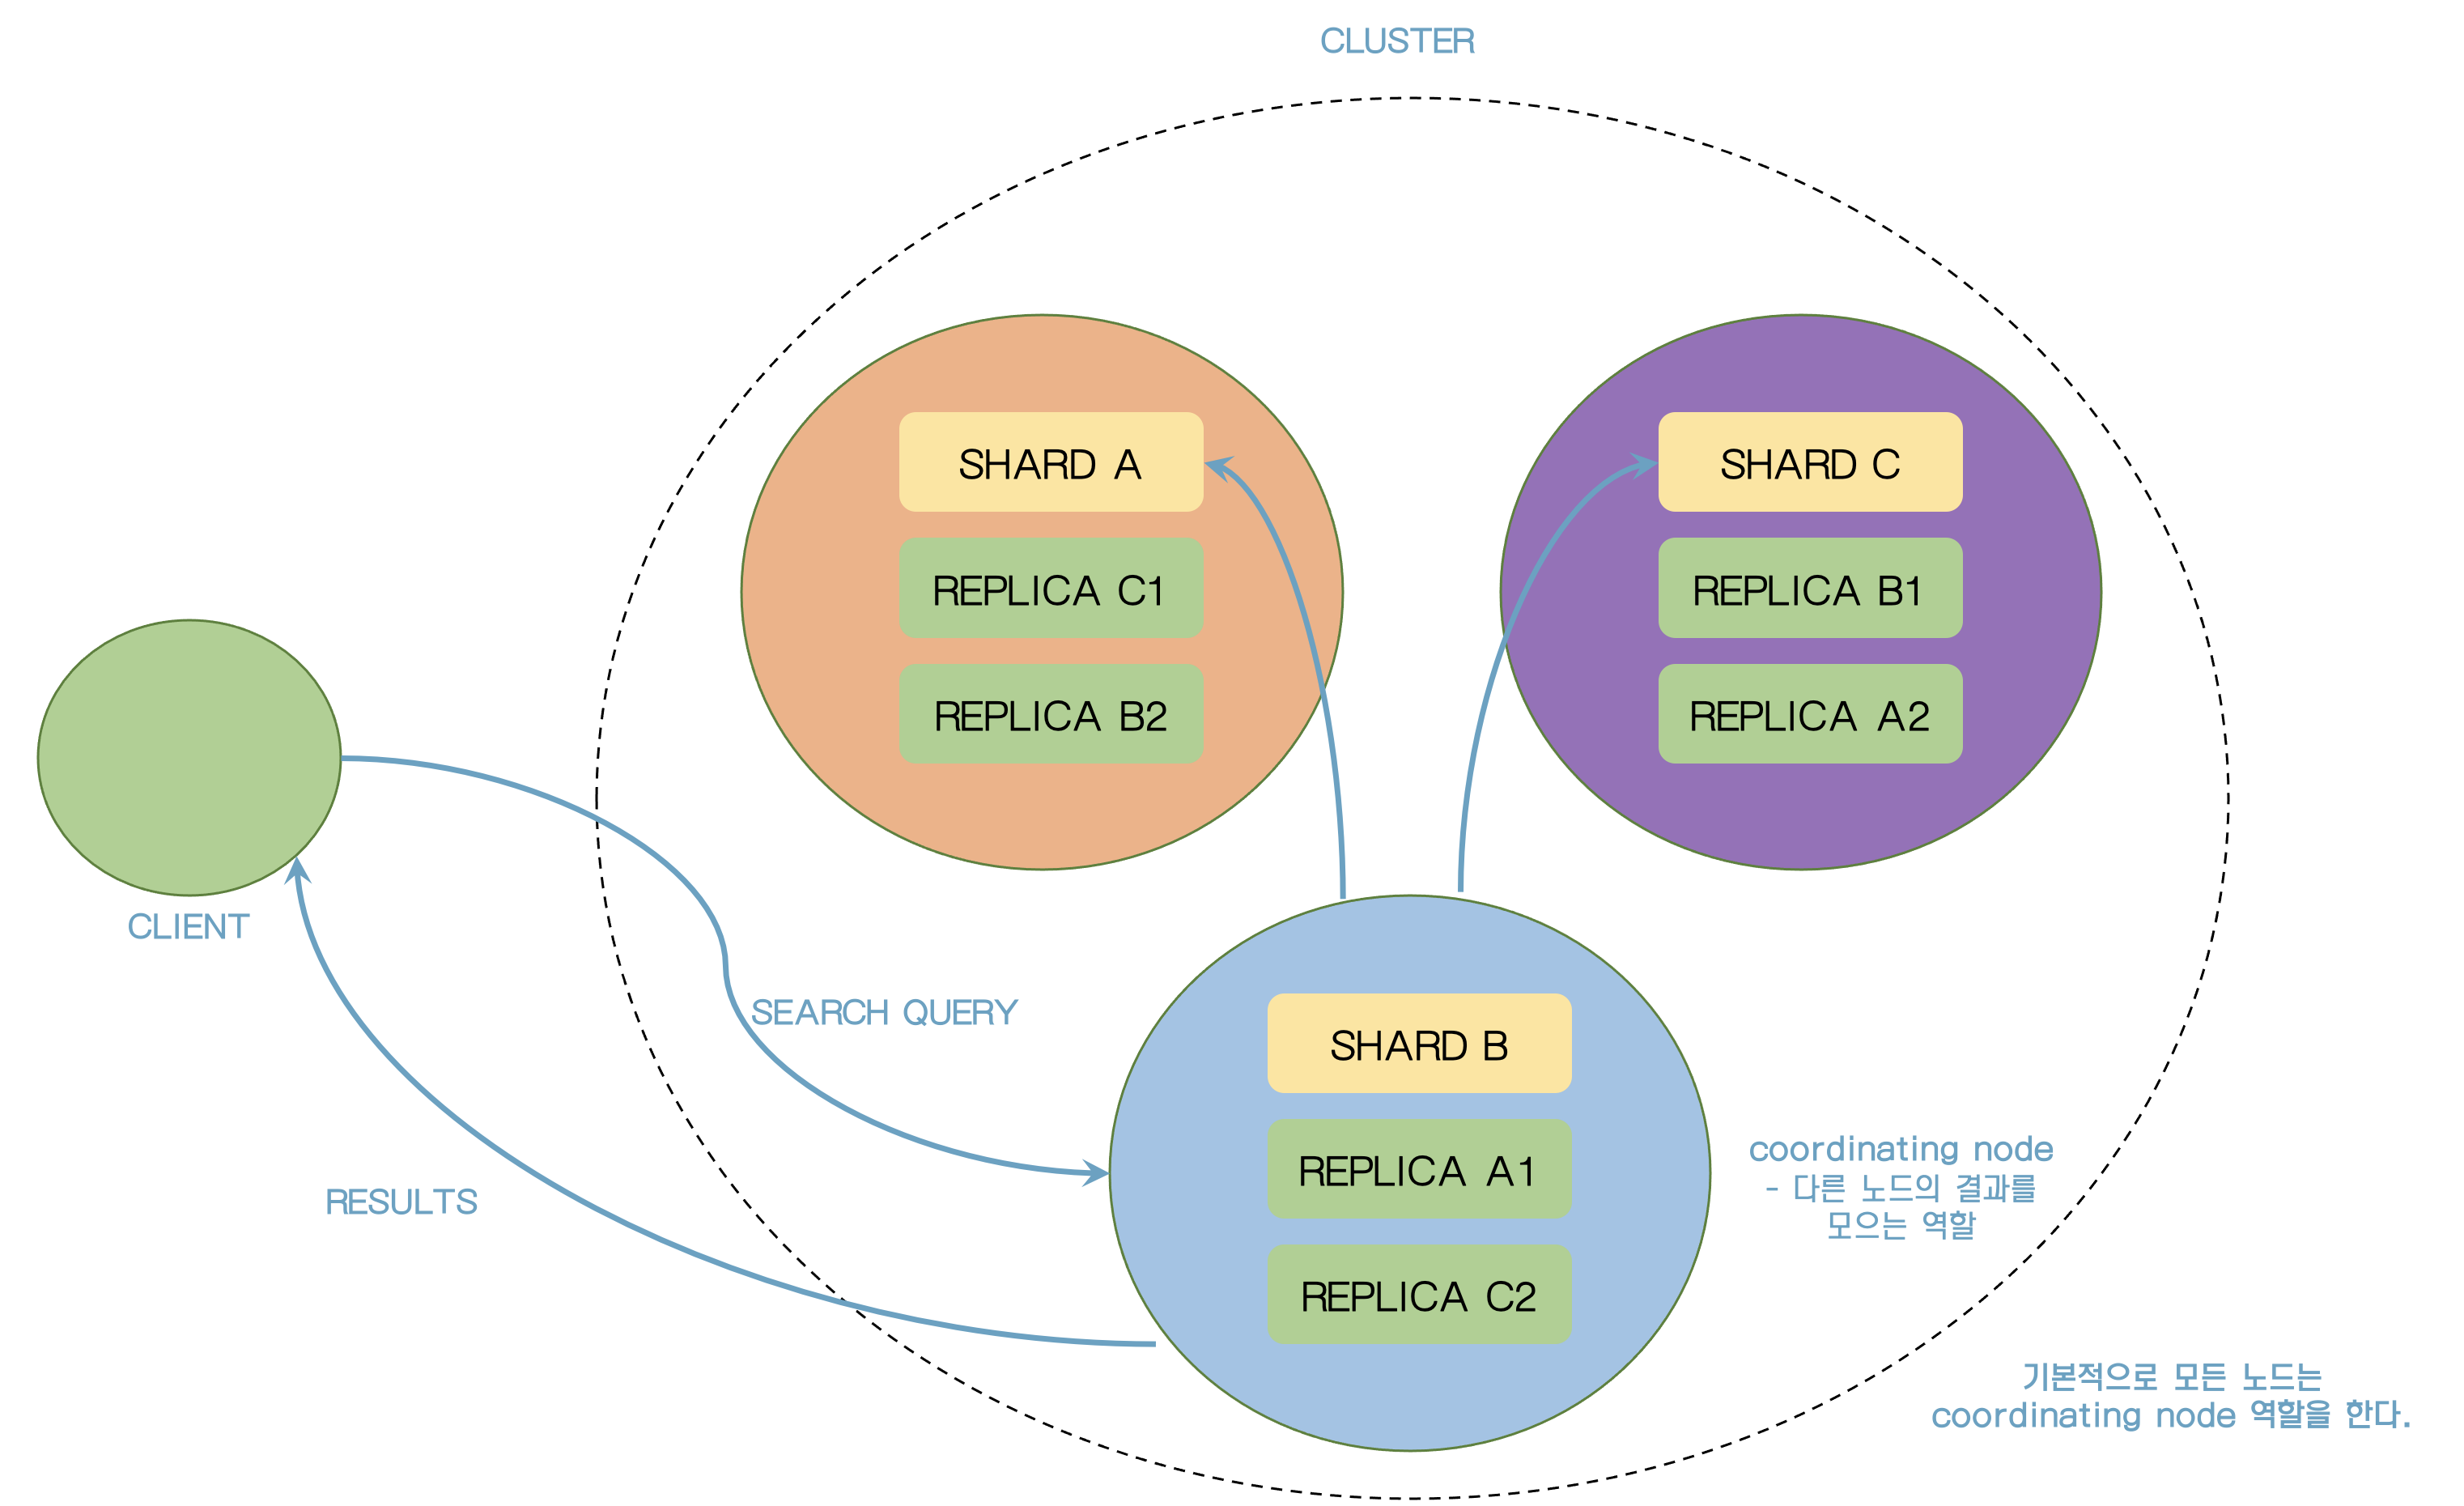 CLUSTER
SHARD A
REPLICA C1
REPLICA B2
SHARD C
REPLICA B1
REPLICA A2
CLIENT
SEARCH QUERY
RESULTS
SHARD B
REPLICA A1
REPLICA C2
coordinating node
- 다른 노드의 결과를
모으는 역할
기본적으로 모든 노드는
coordinating node 역할을 한다.